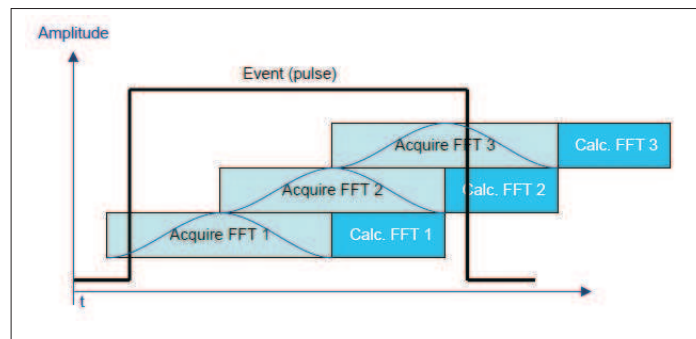 Amplitude
Event (pulse)
Acquire FFT 3 Calc. FFT 3
Acquire FFT 2 Calc. FFT 2
Acquire FFT 1 Calc. FFT 1
t